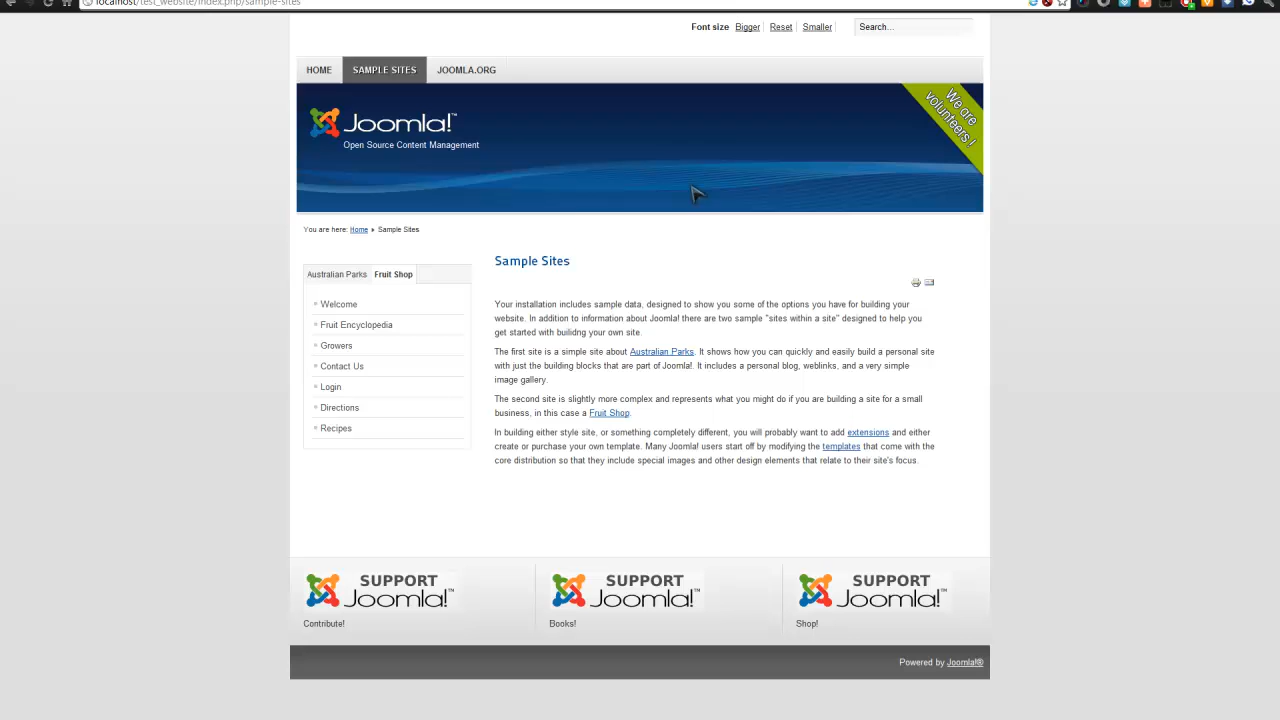 localhost/test_website/index.php/sample-sites
Font size Bigger Reset Smaller Search...
HOME SAMPLE SITES JOOMLA.ORG
We are volunteers!
Joomla!™
Open Source Content Management
You are here: Home Sample Sites
Australian Parks Fruit Shop
Welcome
Fruit Encyclopedia
Growers
Contact Us
Login
Directions
Recipes
Sample Sites
Your installation includes sample data, designed to show you some of the options you have for building your
website. In addition to information about Joomla! there are two sample "sites within a site" designed to help you
get started with builidng your own site.
The first site is a simple site about Australian Parks. It shows how you can quickly and easily build a personal site
with just the building blocks that are part of Joomla!. It includes a personal blog, weblinks, and a very simple
image gallery.
The second site is slightly more complex and represents what you might do if you are building a site for a small
business, in this case a Fruit Shop.
In building either style site, or something completely different, you will probably want to add extensions and either
create or purchase your own template. Many Joomla! users start off by modifying the templates that come with the
core distribution so that they include special images and other design elements that relate to their site's focus.
SUPPORT
Joomla!™
Contribute!
SUPPORT
Joomla!™
Books!
SUPPORT
Joomla!™
Shop!
Powered by Joomla!®